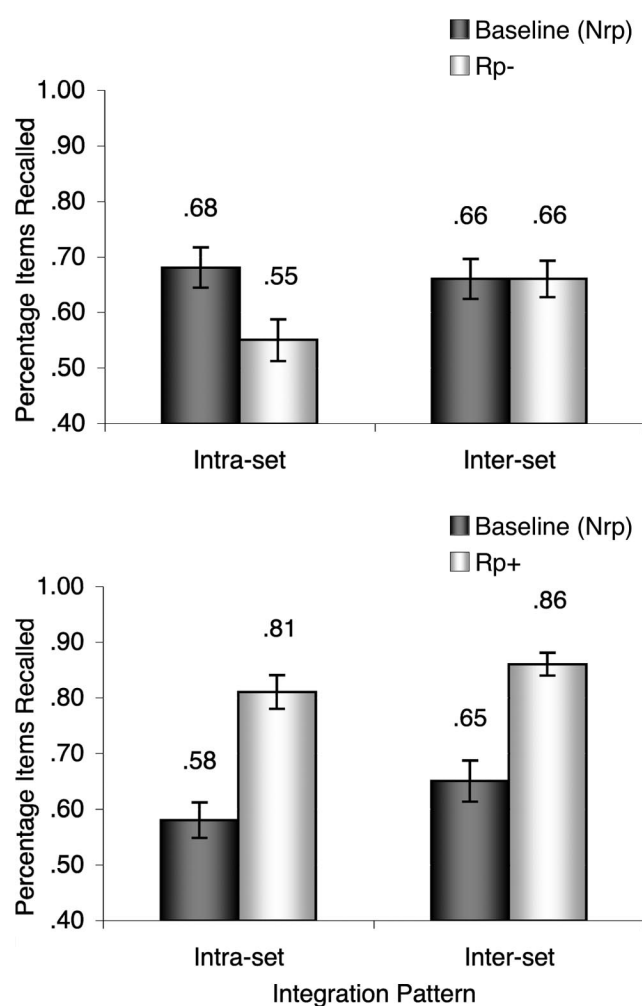 Baseline (Nrp)
Rp-
Percentage Items Recalled
1.00
.90
.80
.70
.60
.50
.40
.68
.55
.66
.66
Intra-set
Inter-set
Baseline (Nrp)
Rp+
Percentage Items Recalled
1.00
.90
.80
.70
.60
.50
.40
.58
.81
.65
.86
Intra-set
Inter-set
Integration Pattern